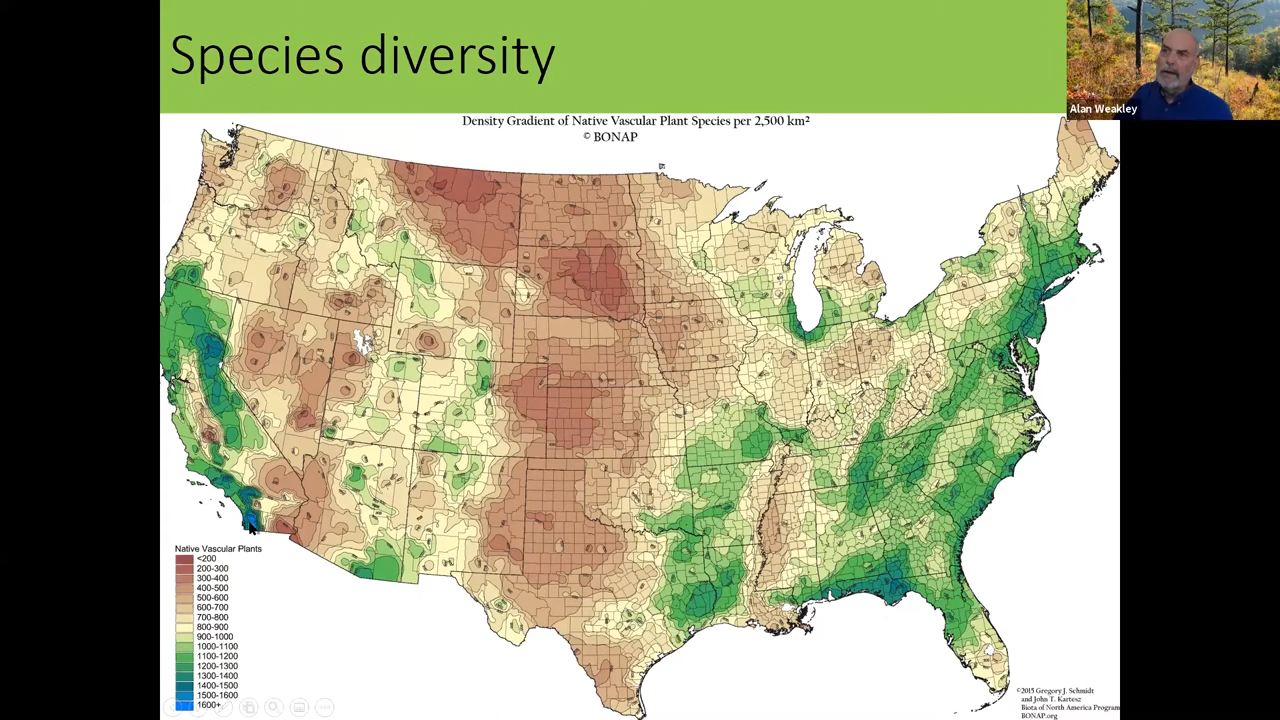 Species diversity
Alan Weakley
Density Gradient of Native Vascular Plant Species per 2,500 km²
© BONAP
Native Vascular Plants
<200
200-300
300-400
400-500
500-600
600-700
700-800
800-900
900-1000
1000-1100
1100-1200
1200-1300
1300-1400
1400-1500
1500-1600
1600+
©2015 Gregory J. Schmidt
and John T. Kartesz
Biota of North America Program
BONAP.org